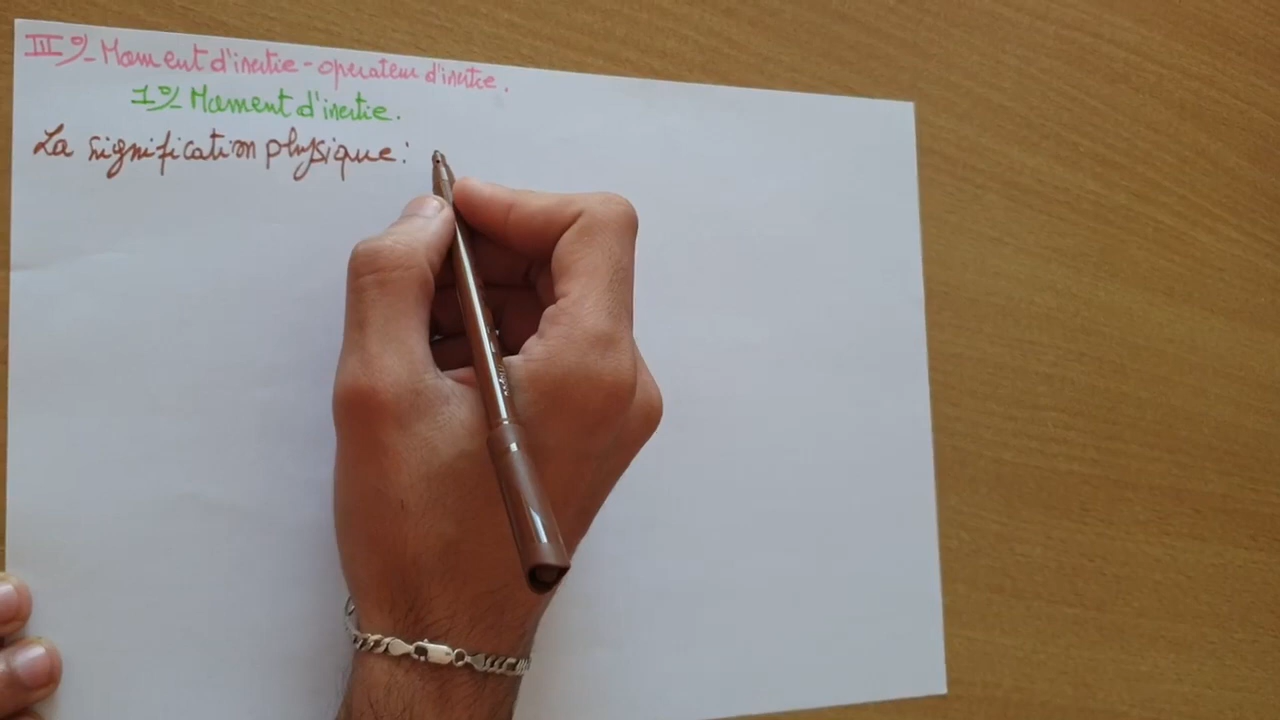 III°/- Moment d'inertie - operateur d'inertie.
1°/- Moment d'inertie.
La signification physique: